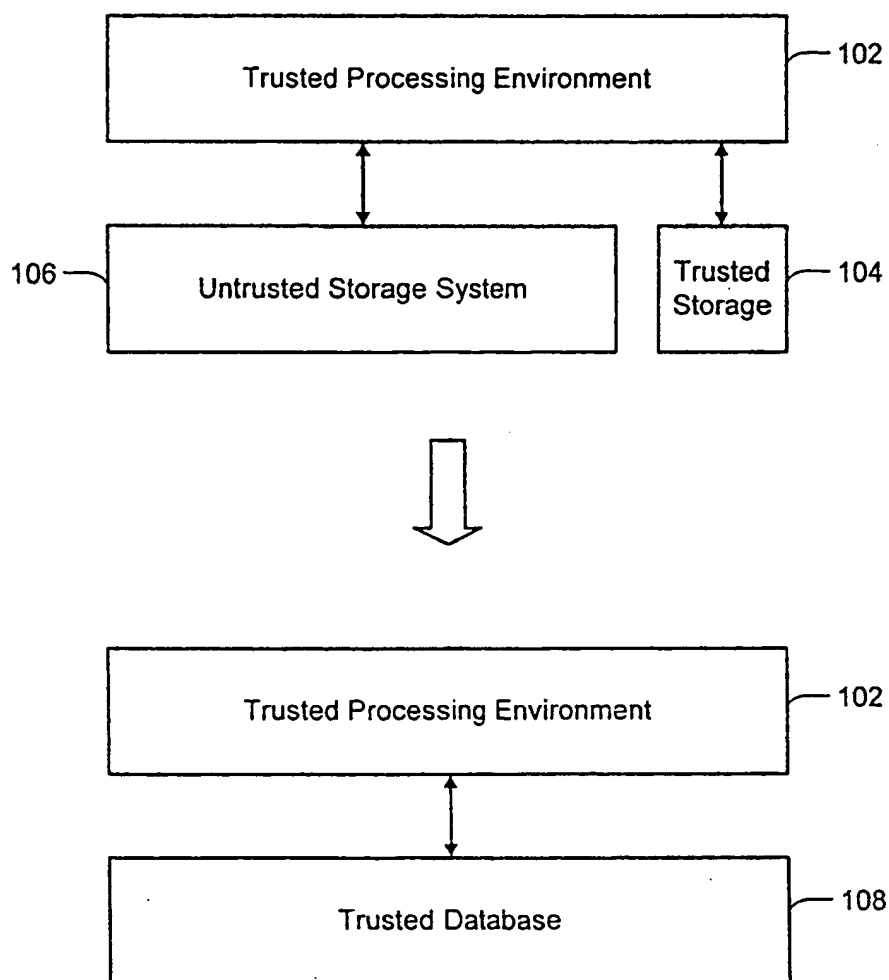 Trusted Processing Environment
102
106
Untrusted Storage System
Trusted
Storage
104
Trusted Processing Environment
102
Trusted Database
108